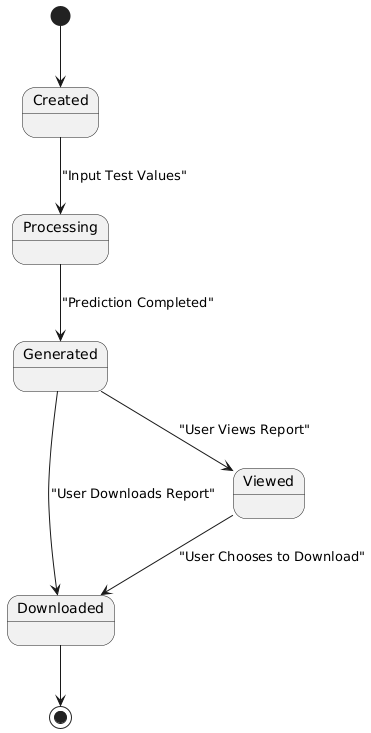 Created
"Input Test Values"
Processing
"Prediction Completed"
Generated
"User Views Report"
Viewed
"User Downloads Report"
"User Chooses to Download"
Downloaded